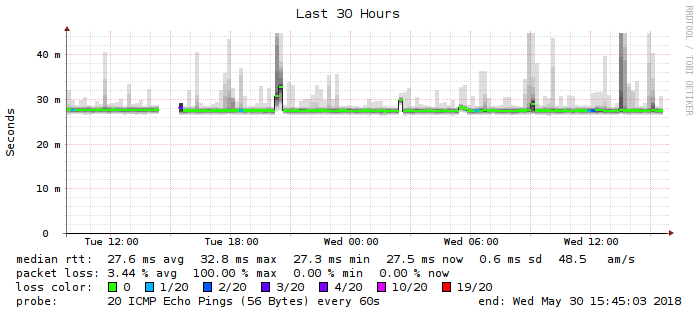 Last 30 Hours
RRDTOOL / TOBI OETIKER
Seconds
40 m
30 m
20 m
10 m
0
Tue 12:00 Tue 18:00 Wed 00:00 Wed 06:00 Wed 12:00
median rtt: 27.6 ms avg 32.8 ms max 27.3 ms min 27.5 ms now 0.6 ms sd 48.5 am/s
packet loss: 3.44 % avg 100.00 % max 0.00 % min 0.00 % now
loss color: 0 1/20 2/20 3/20 4/20 10/20 19/20
probe: 20 ICMP Echo Pings (56 Bytes) every 60s end: Wed May 30 15:45:03 2018